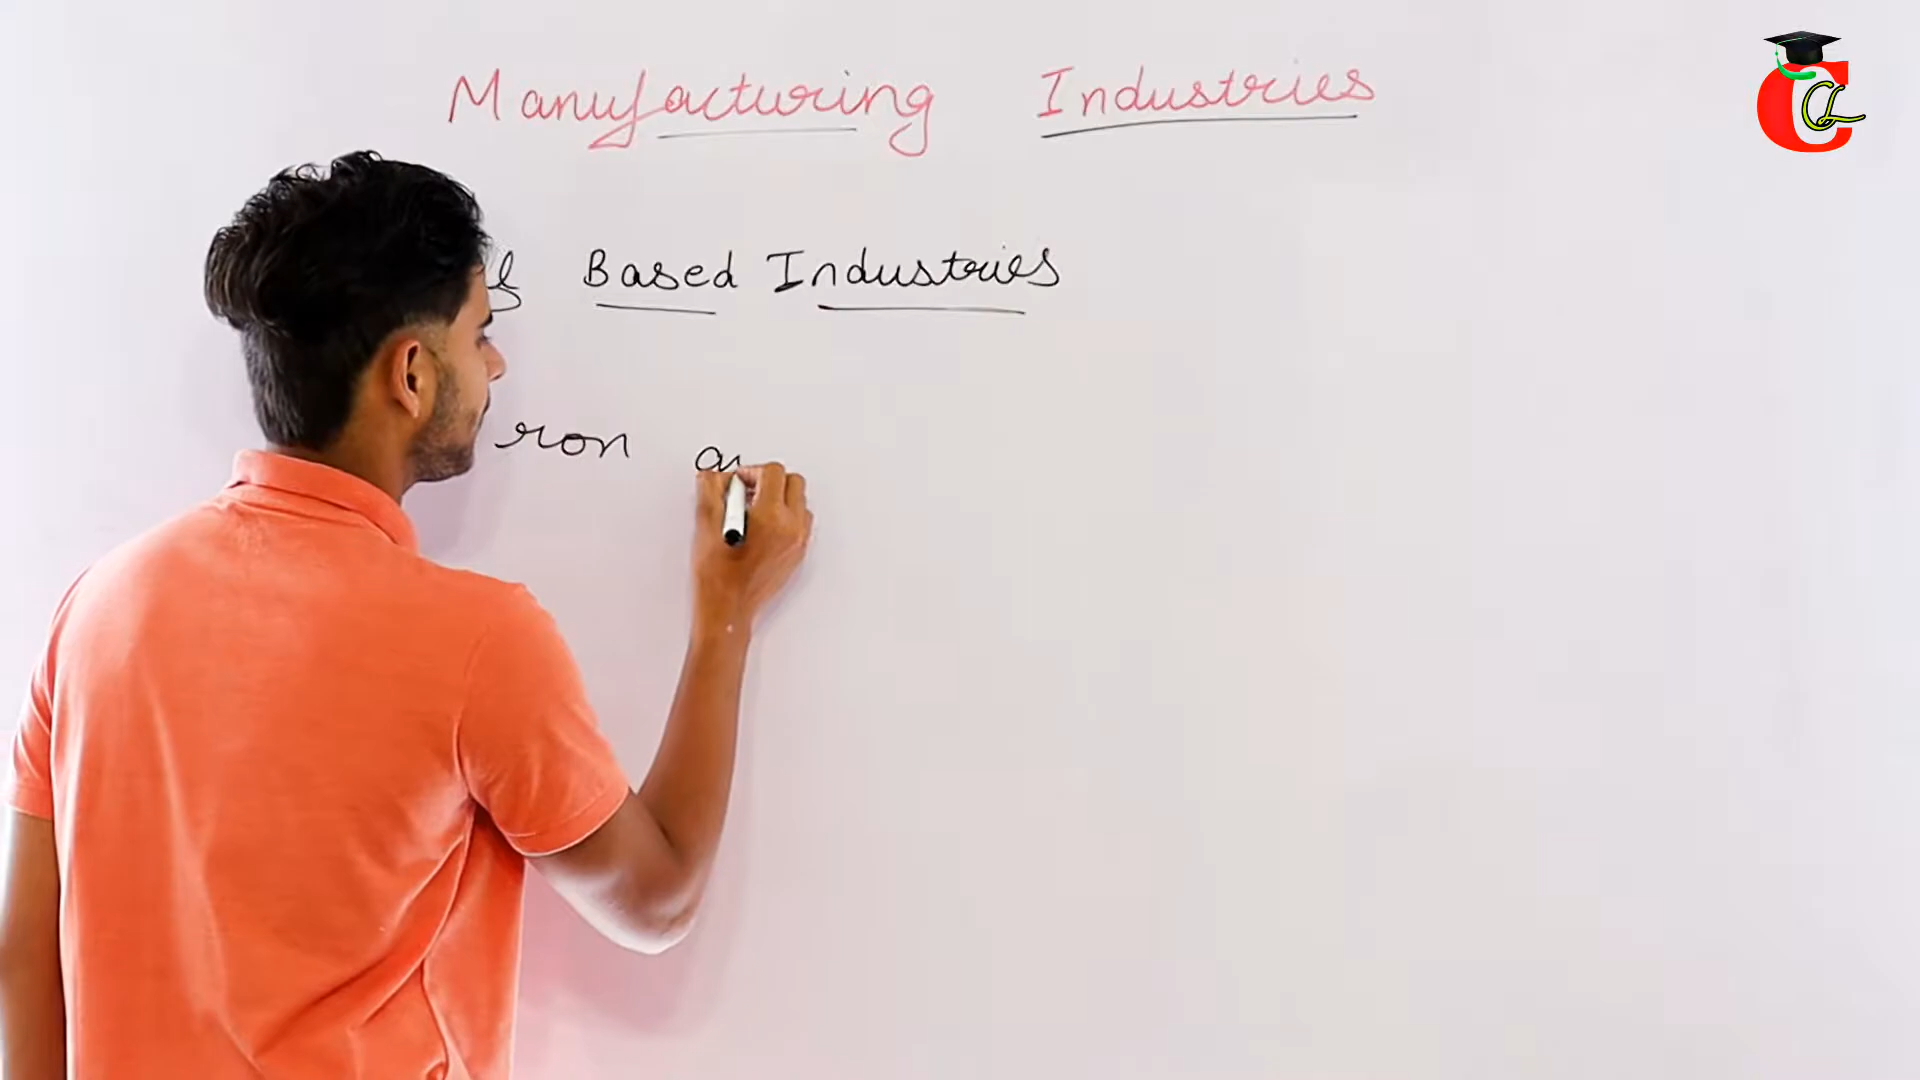 Manufacturing Industries
Based Industries
ron